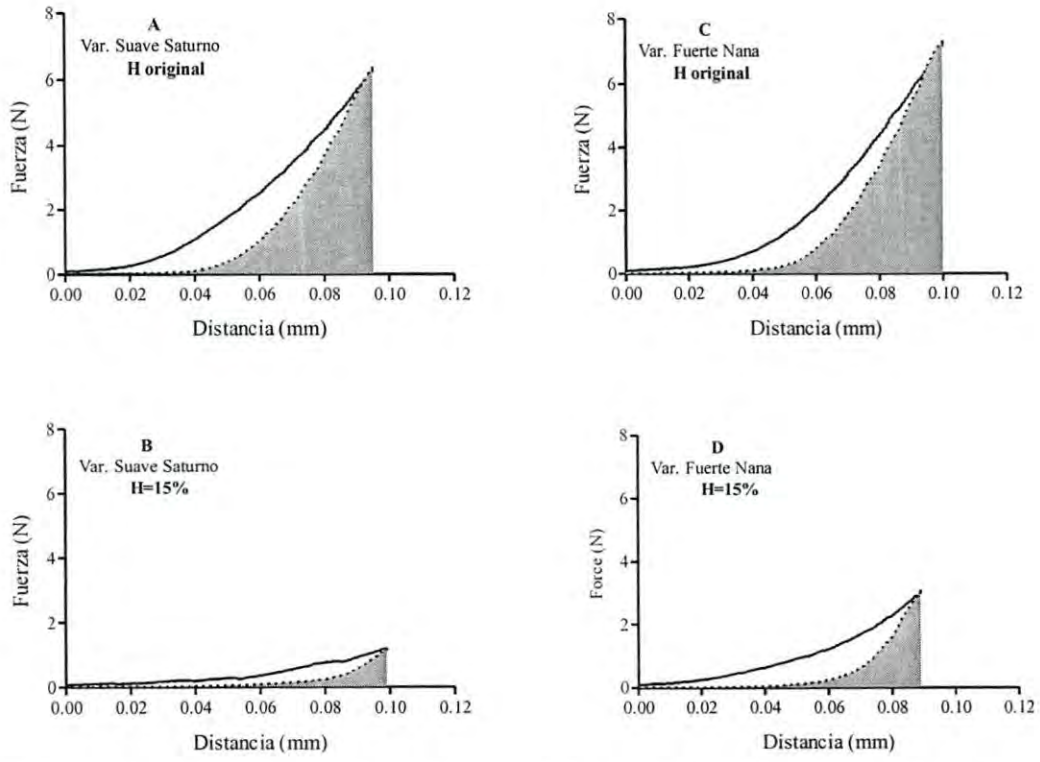 A
Var. Suave Saturno
H original
8
6
4
2
0
Fuerza (N)
0.00 0.02 0.04 0.06 0.08 0.10 0.12
Distancia (mm)
C
Var. Fuerte Nana
H original
8
6
4
2
0
Fuerza (N)
0.00 0.02 0.04 0.06 0.08 0.10 0.12
Distancia (mm)
B
Var. Suave Saturno
H=15%
8
6
4
2
0
Fuerza (N)
0.00 0.02 0.04 0.06 0.08 0.10 0.12
Distancia (mm)
D
Var. Fuerte Nana
H=15%
8
6
4
2
0
Force (N)
0.00 0.02 0.04 0.06 0.08 0.10 0.12
Distancia (mm)